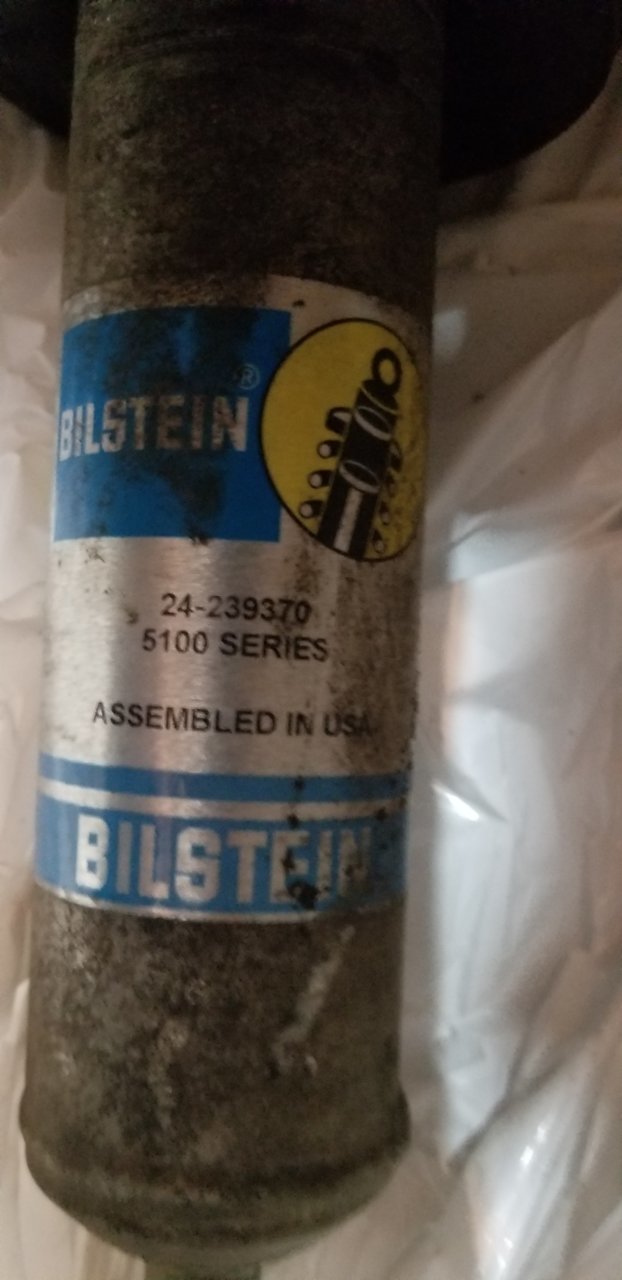 BILSTEIN®
24-239370
5100 SERIES
ASSEMBLED IN USA
BILSTEIN